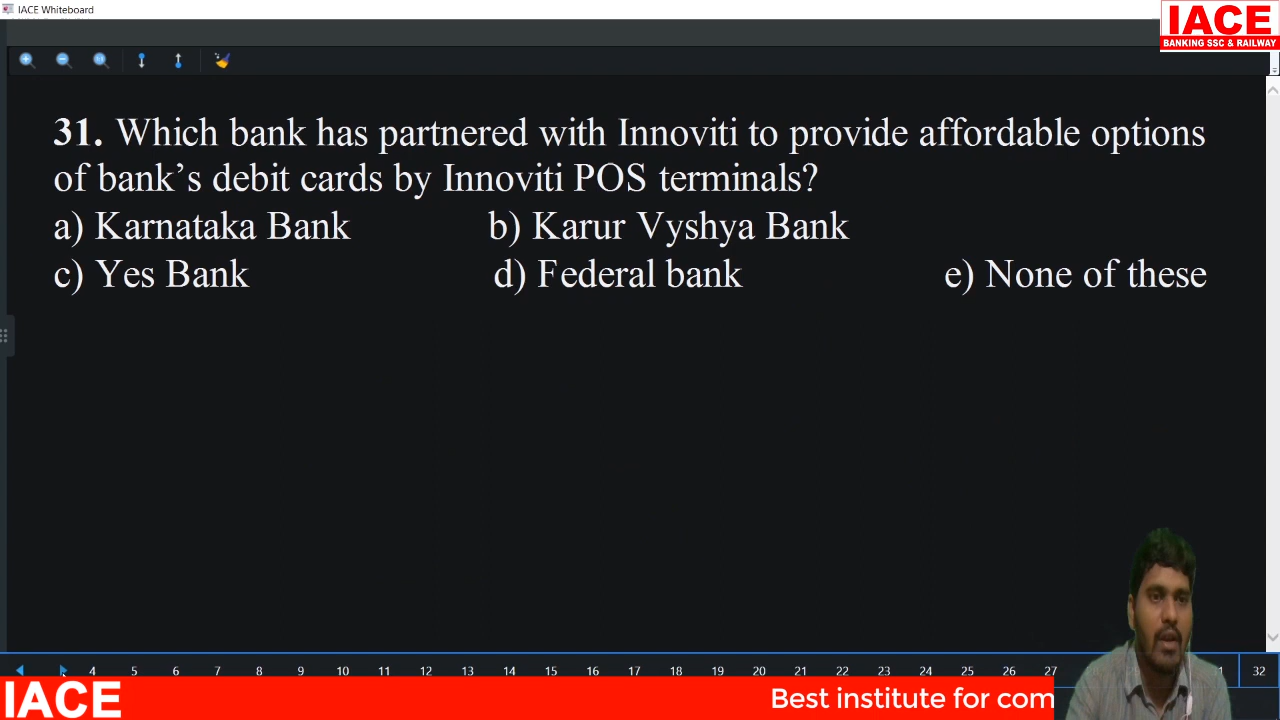 IACE Whiteboard
IACE
BANKING SSC & RAILWAY
31. Which bank has partnered with Innoviti to provide affordable options
of bank's debit cards by Innoviti POS terminals?
a) Karnataka Bank b) Karur Vyshya Bank
c) Yes Bank d) Federal bank e) None of these
4 5 6 7 8 9 10 11 12 13 14 15 16 17 18 19 20 21 22 23 24 25 26 27 32
IACE
Best institute for com